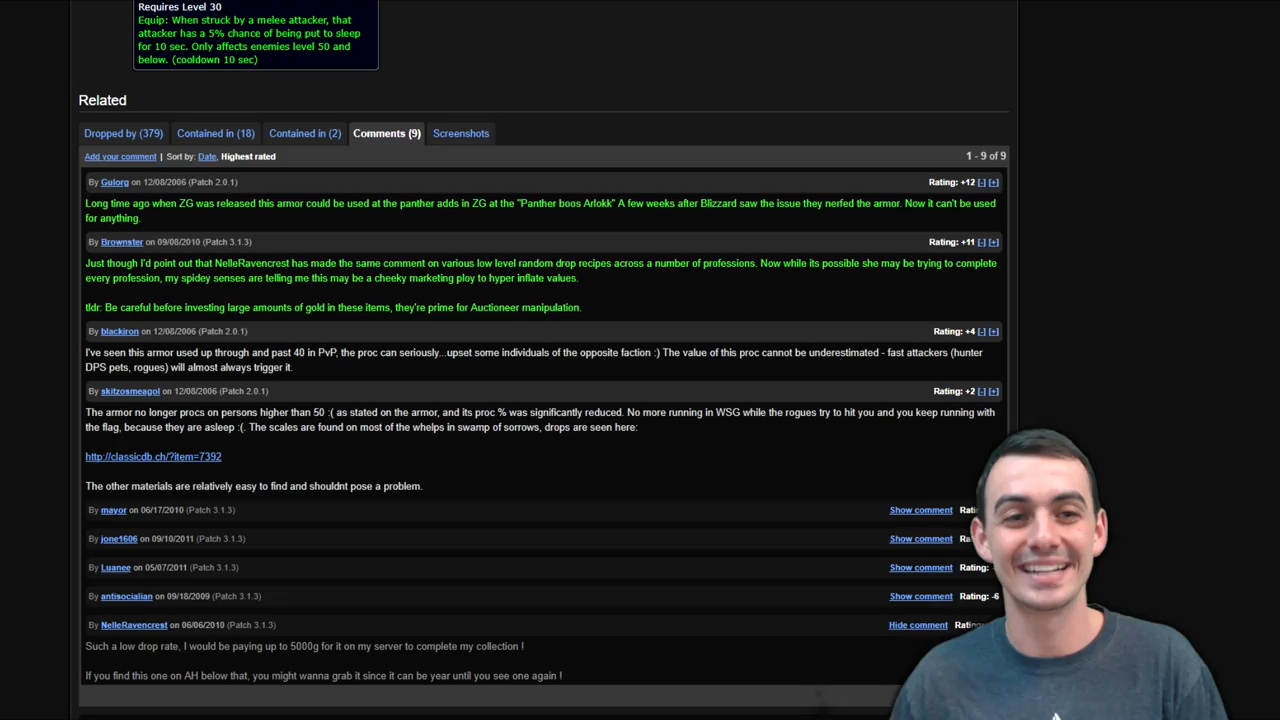 Requires Level 30
Equip: When struck by a melee attacker, that
attacker has a 5% chance of being put to sleep
for 10 sec. Only affects enemies level 50 and
below. (cooldown 10 sec)
Related
Dropped by (379) Contained in (18) Contained in (2) Comments (9) Screenshots
Add your comment | Sort by: Date, Highest rated 1 - 9 of 9
By Gulorg on 12/08/2006 (Patch 2.0.1) Rating: +12 [-] [+]
Long time ago when ZG was released this armor could be used at the panther adds in ZG at the "Panther boos Arlokk" A few weeks after Blizzard saw the issue they nerfed the armor. Now it can't be used
for anything.
By Brownster on 09/08/2010 (Patch 3.1.3) Rating: +11 [-] [+]
Just though I'd point out that NelleRavencrest has made the same comment on various low level random drop recipes across a number of professions. Now while its possible she may be trying to complete
every profession, my spidey senses are telling me this may be a cheeky marketing ploy to hyper inflate values.
tldr: Be careful before investing large amounts of gold in these items, they're prime for Auctioneer manipulation.
By blackiron on 12/08/2006 (Patch 2.0.1) Rating: +4 [-] [+]
I've seen this armor used up through and past 40 in PvP, the proc can seriously...upset some individuals of the opposite faction :) The value of this proc cannot be underestimated - fast attackers (hunter
DPS pets, rogues) will almost always trigger it.
By skitzosmeagol on 12/08/2006 (Patch 2.0.1) Rating: +2 [-] [+]
The armor no longer procs on persons higher than 50 :( as stated on the armor, and its proc % was significantly reduced. No more running in WSG while the rogues try to hit you and you keep running with
the flag, because they are asleep :(. The scales are found on most of the whelps in swamp of sorrows, drops are seen here:
http://classicdb.ch/?item=7392
The other materials are relatively easy to find and shouldnt pose a problem.
By mayor on 06/17/2010 (Patch 3.1.3) Show comment
By jone1606 on 09/10/2011 (Patch 3.1.3) Show comment
By Luanee on 05/07/2011 (Patch 3.1.3) Show comment Rating:
By antisocialian on 09/18/2009 (Patch 3.1.3) Show comment Rating: -6
By NelleRavencrest on 06/06/2010 (Patch 3.1.3) Hide comment
Such a low drop rate, I would be paying up to 5000g for it on my server to complete my collection !
If you find this one on AH below that, you might wanna grab it since it can be year until you see one again !